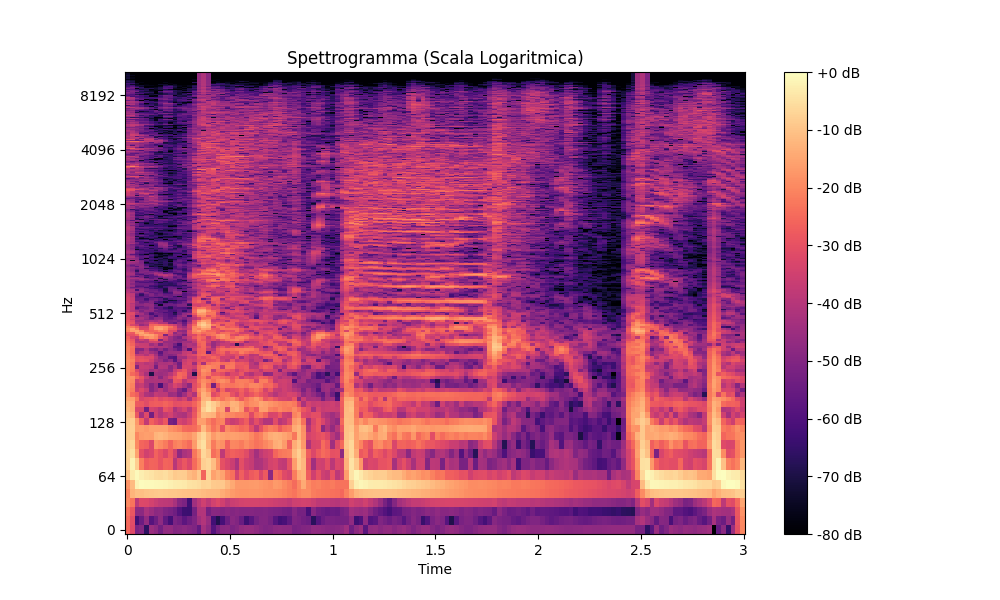 Spettrogramma (Scala Logaritmica)
Hz
8192
4096
2048
1024
512
256
128
64
0
0
0.5
1
1.5
2
2.5
3
Time
+0 dB
-10 dB
-20 dB
-30 dB
-40 dB
-50 dB
-60 dB
-70 dB
-80 dB